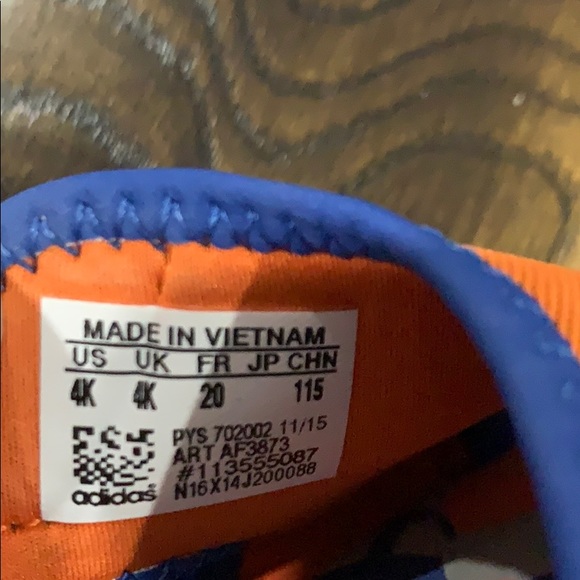 MADE IN VIETNAM
US UK FR JP CHN
4K 4K 20 115
PYS 702002 11/15
ART AF3873
#113555087
N16X14J200088
adidas